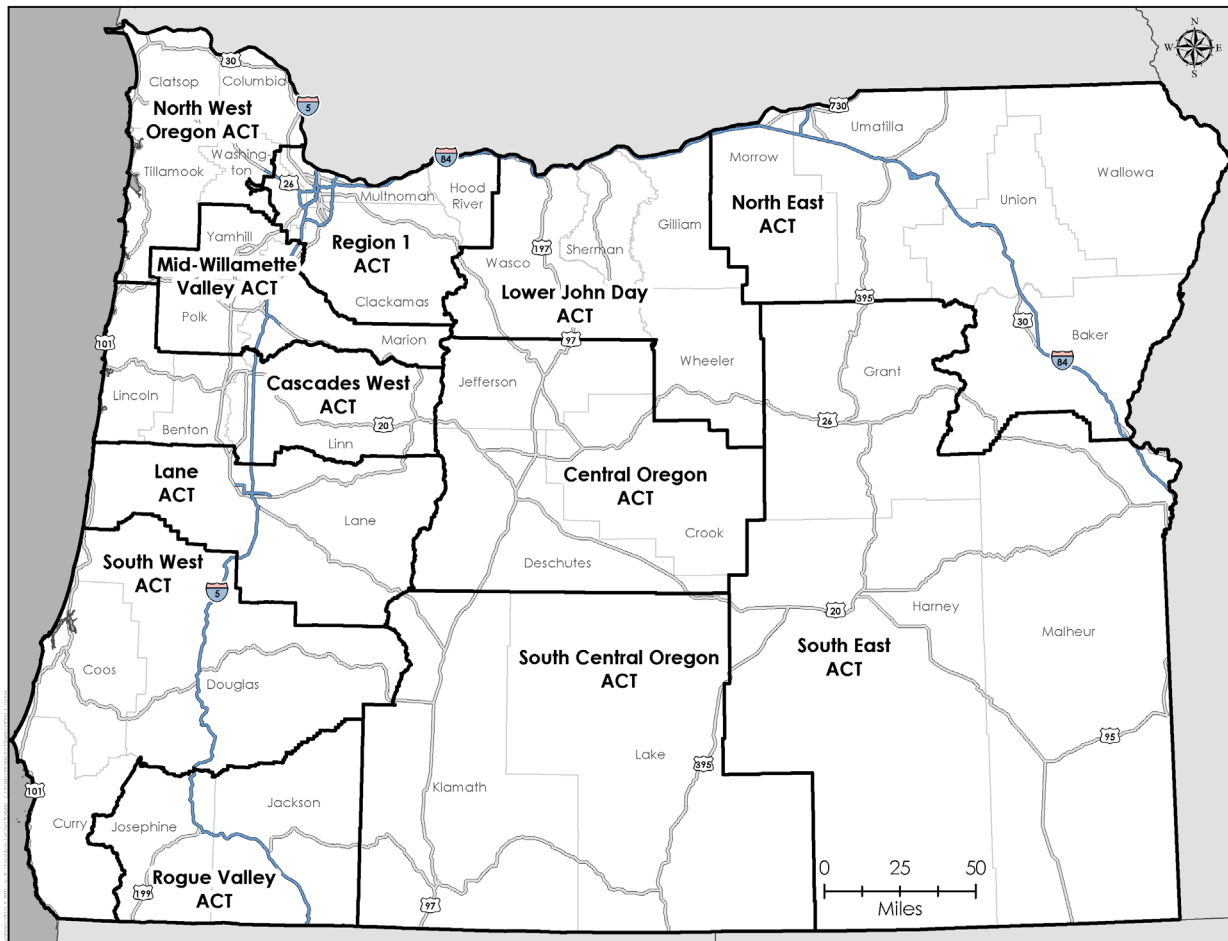 N
W E
S
30
Clatsop
Columbia
5
North West
Oregon ACT
730
Umatilla
84
Washing-
ton
Morrow
Tillamook
26
Multnomah
Hood
River
Wallowa
Union
North East
ACT
Gilliam
Yamhill
Region 1
ACT
197
Sherman
Wasco
Mid-Willamette
Valley ACT
Clackamas
Lower John Day
ACT
395
Polk
30
Baker
101
Marion
97
84
Wheeler
Grant
Jefferson
Cascades West
ACT
Lincoln
26
20
Benton
Linn
Lane
ACT
Central Oregon
ACT
Lane
Crook
South West
ACT
Deschutes
5
20
Harney
Malheur
South Central Oregon
ACT
South East
ACT
Coos
Douglas
95
Lake
395
101
Klamath
Jackson
Curry
Josephine
Rogue Valley
ACT
199
97
0 25 50
Miles